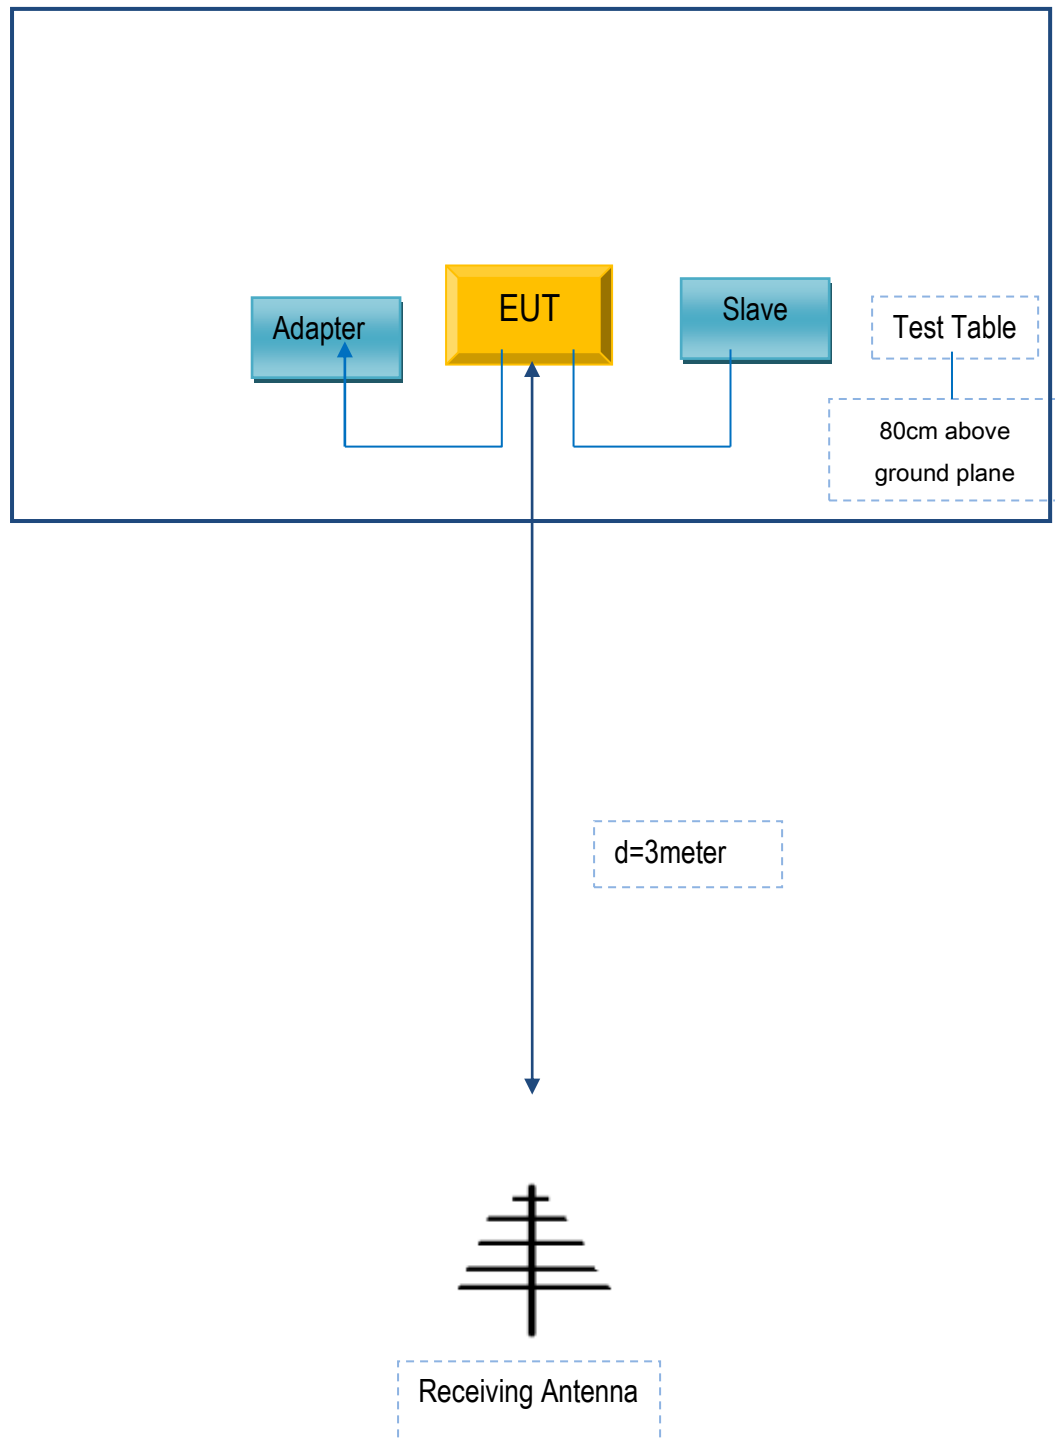 Adapter
EUT
Slave
Test Table
80cm above
ground plane
d=3meter
Receiving Antenna